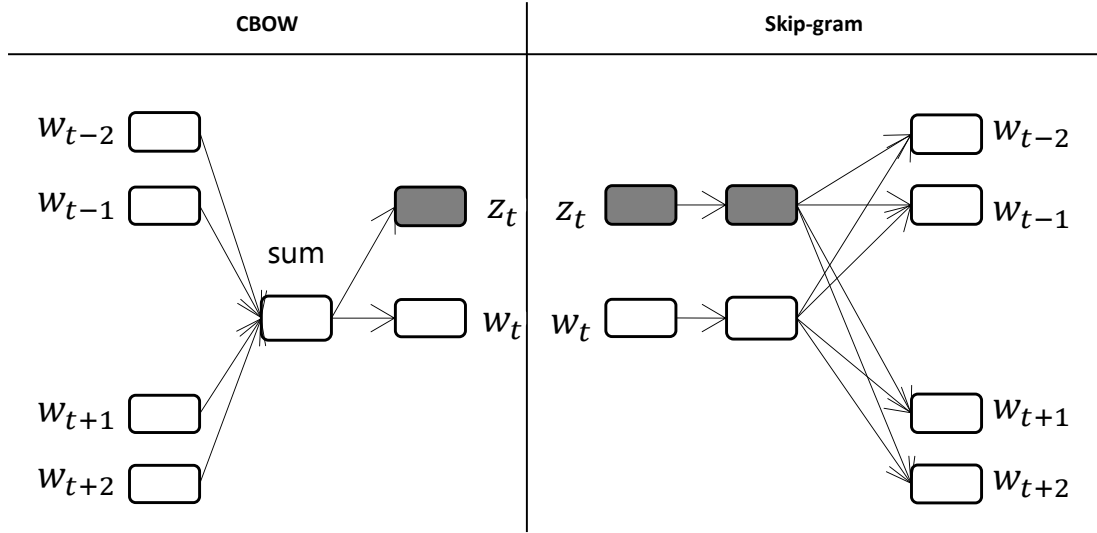 CBOW
w_{t−2}
w_{t−1}
sum
z_t
w_t
w_{t+1}
w_{t+2}
Skip-gram
w_{t−2}
z_t
w_{t−1}
w_t
w_{t+1}
w_{t+2}